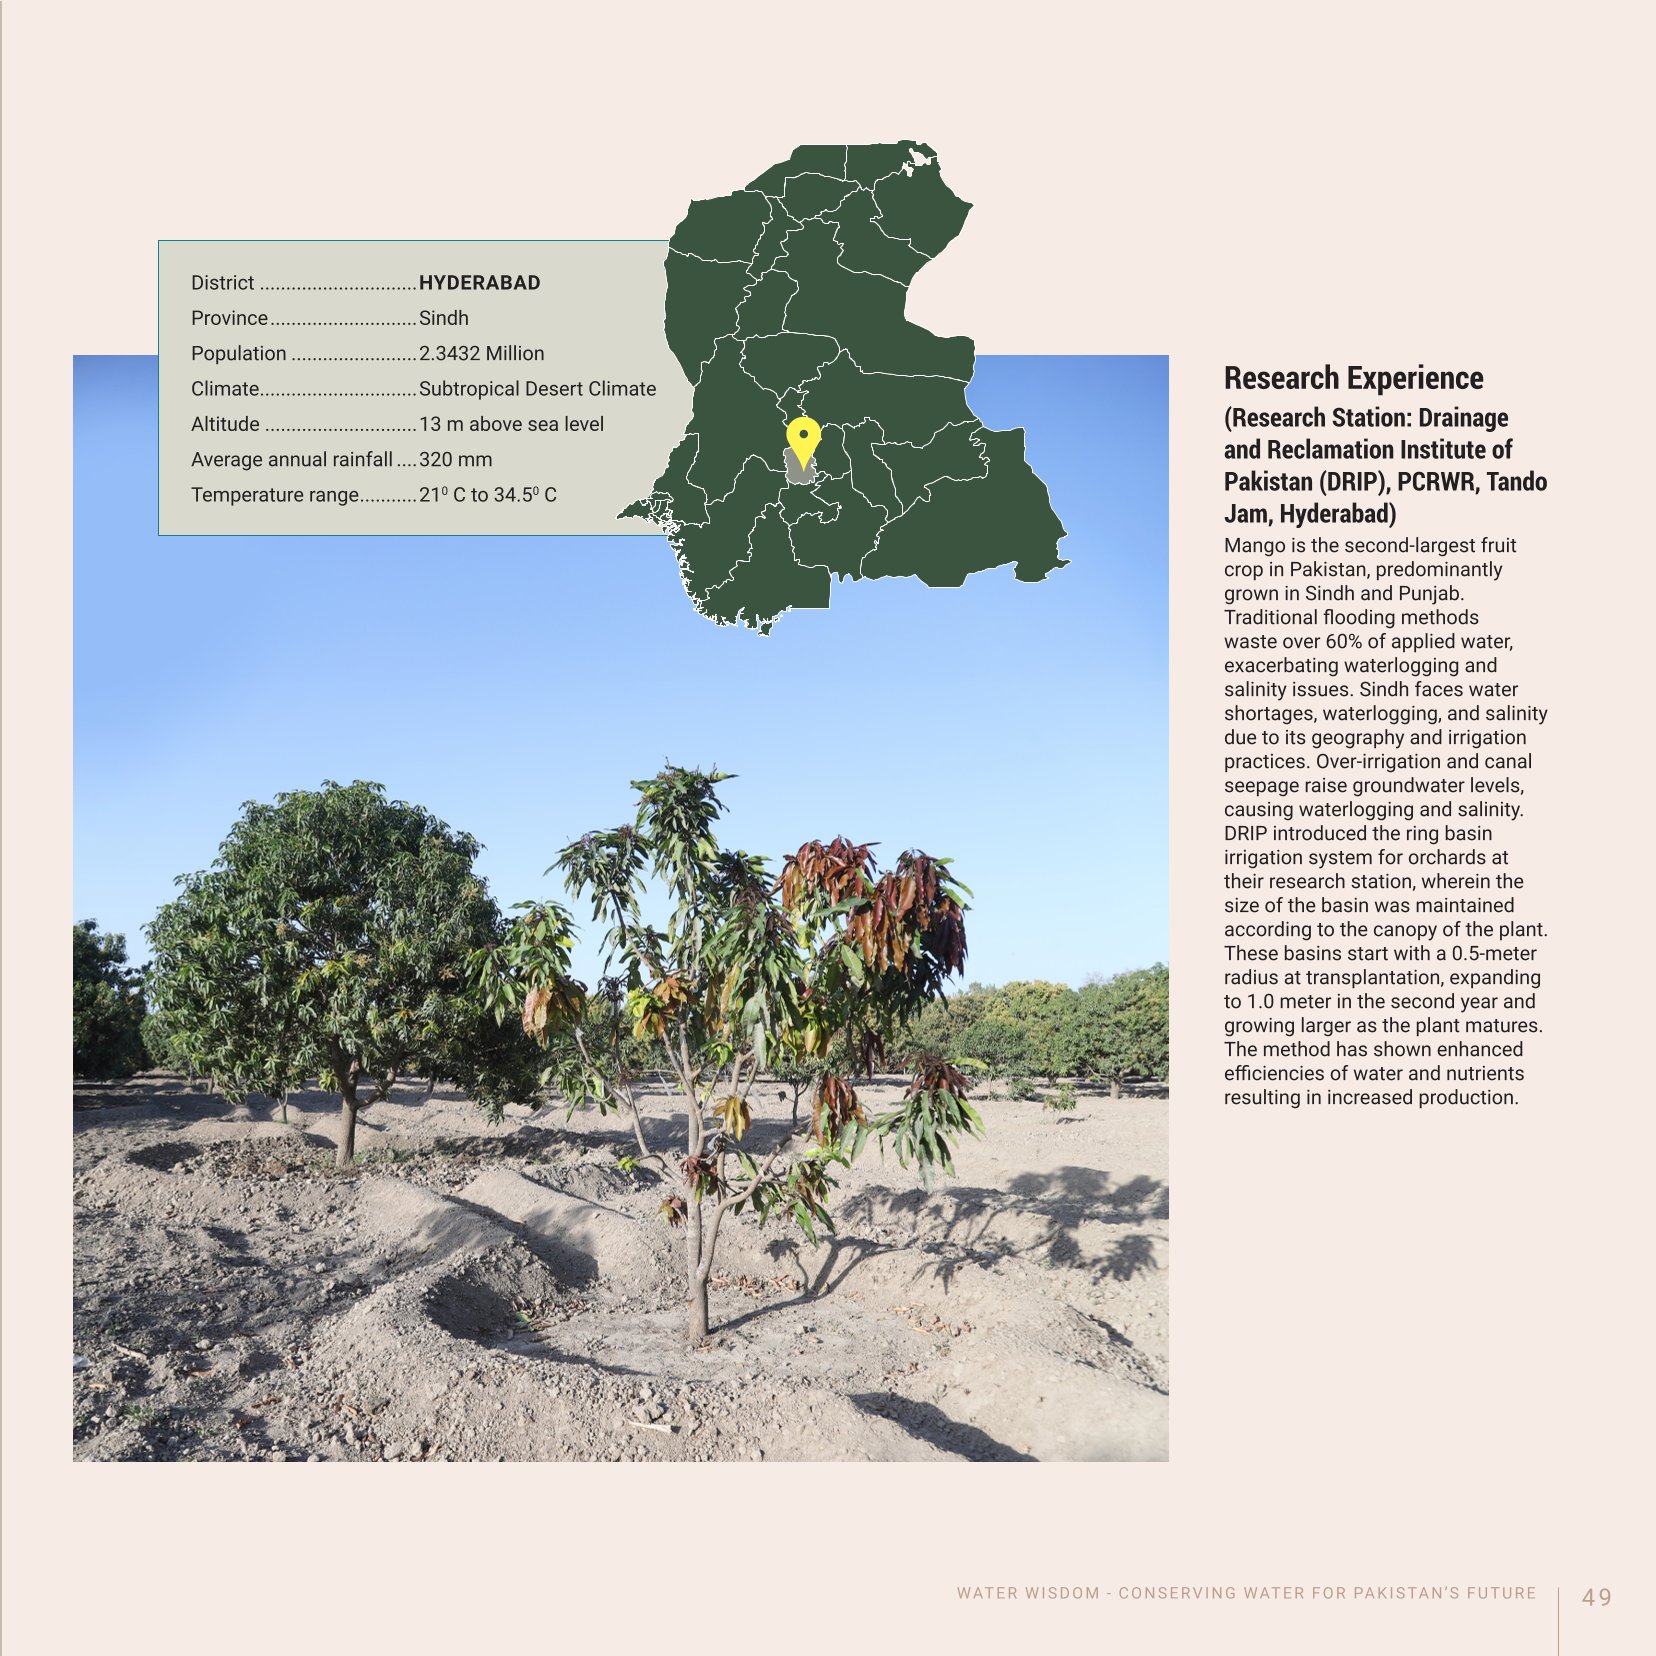 District ..............................HYDERABAD
Province............................Sindh
Population ........................2.3432 Million
Climate..............................Subtropical Desert Climate
Altitude .............................13 m above sea level
Average annual rainfall ....320 mm
Temperature range...........21⁰ C to 34.5⁰ C
Research Experience
(Research Station: Drainage
and Reclamation Institute of
Pakistan (DRIP), PCRWR, Tando
Jam, Hyderabad)
Mango is the second-largest fruit
crop in Pakistan, predominantly
grown in Sindh and Punjab.
Traditional flooding methods
waste over 60% of applied water,
exacerbating waterlogging and
salinity issues. Sindh faces water
shortages, waterlogging, and salinity
due to its geography and irrigation
practices. Over-irrigation and canal
seepage raise groundwater levels,
causing waterlogging and salinity.
DRIP introduced the ring basin
irrigation system for orchards at
their research station, wherein the
size of the basin was maintained
according to the canopy of the plant.
These basins start with a 0.5-meter
radius at transplantation, expanding
to 1.0 meter in the second year and
growing larger as the plant matures.
The method has shown enhanced
efficiencies of water and nutrients
resulting in increased production.
WATER WISDOM - CONSERVING WATER FOR PAKISTAN'S FUTURE
49